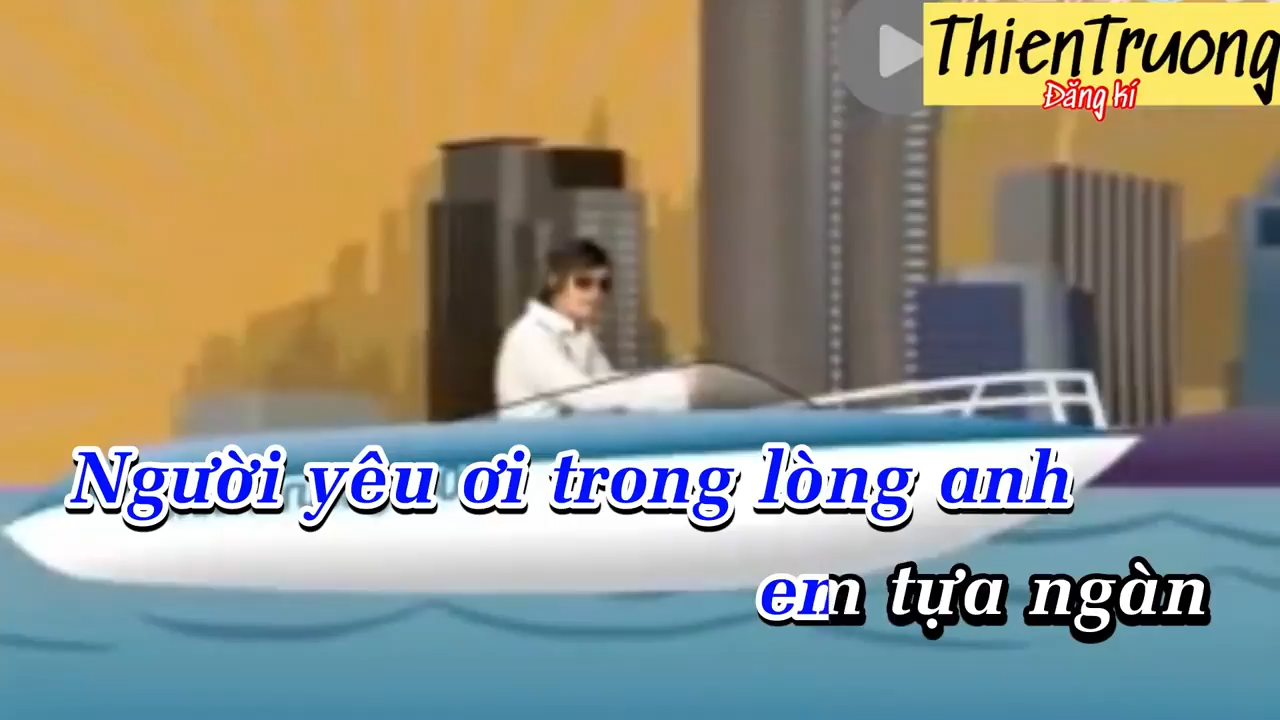 ThienTruong
Đăng kí
Người yêu ơi trong lòng anh
em tựa ngàn